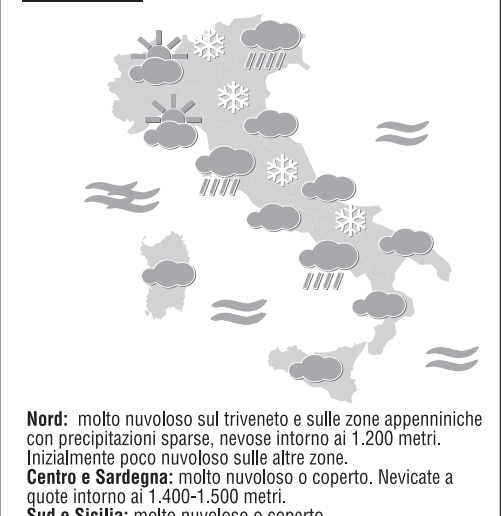 Nord: molto nuvoloso sul triveneto e sulle zone appenniniche
con precipitazioni sparse, nevose intorno ai 1.200 metri.
Inizialmente poco nuvoloso sulle altre zone.
Centro e Sardegna: molto nuvoloso o coperto. Nevicate a
quote intorno ai 1.400-1.500 metri.
Sud e Sicilia: molto nuvoloso o coperto